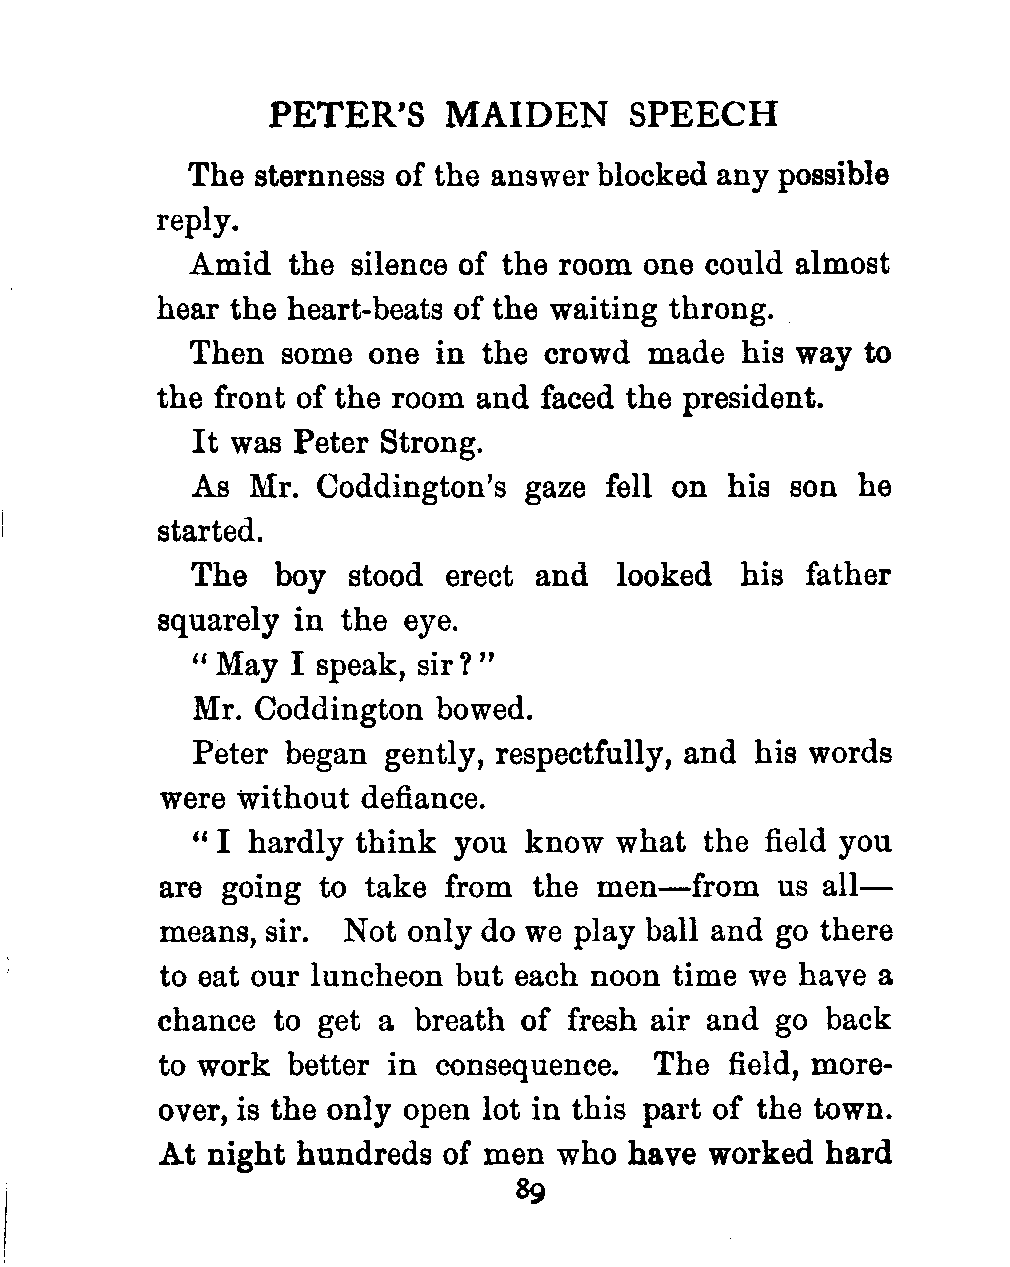 PETER'S MAIDEN SPEECH
The sternness of the answer blocked any possible
reply.
Amid the silence of the room one could almost
hear the heart-beats of the waiting throng.
Then some one in the crowd made his way to
the front of the room and faced the president.
It was Peter Strong.
As Mr. Coddington's gaze fell on his son he
started.
The boy stood erect and looked his father
squarely in the eye.
" May I speak, sir ? "
Mr. Coddington bowed.
Peter began gently, respectfully, and his words
were without defiance.
" I hardly think you know what the field you
are going to take from the men—from us all—
means, sir. Not only do we play ball and go there
to eat our luncheon but each noon time we have a
chance to get a breath of fresh air and go back
to work better in consequence. The field, more-
over, is the only open lot in this part of the town.
At night hundreds of men who have worked hard
89